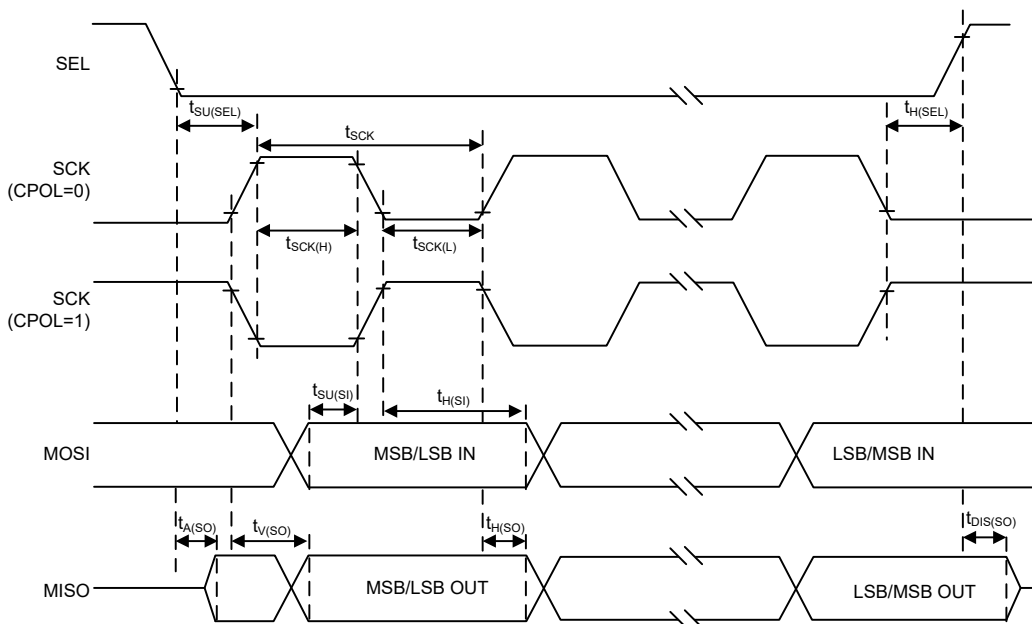 SEL
tSU(SEL)
tH(SEL)
tSCK
SCK
(CPOL=0)
tSCK(H)
tSCK(L)
SCK
(CPOL=1)
tSU(SI)
tH(SI)
MOSI
MSB/LSB IN
LSB/MSB IN
tA(SO)
tV(SO)
tH(SO)
tDIS(SO)
MISO
MSB/LSB OUT
LSB/MSB OUT